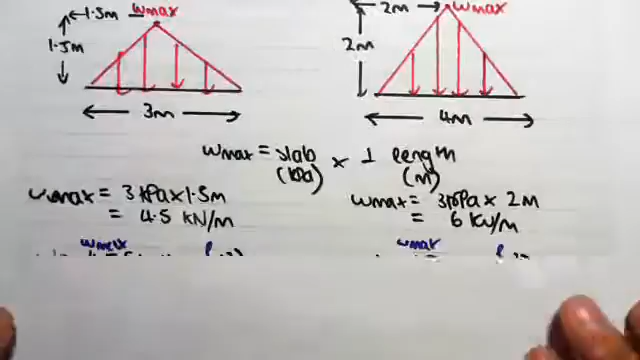 1.5m wmax
1.5m
3m
2m wmax
2m
4m
wmax = slab × ⊥ length
(kPa) (m)
wmax = 3 kPa × 1.5m
= 4.5 kN/m
wmax = 3 kPa × 2m
= 6 kN/m
wmax
wmax